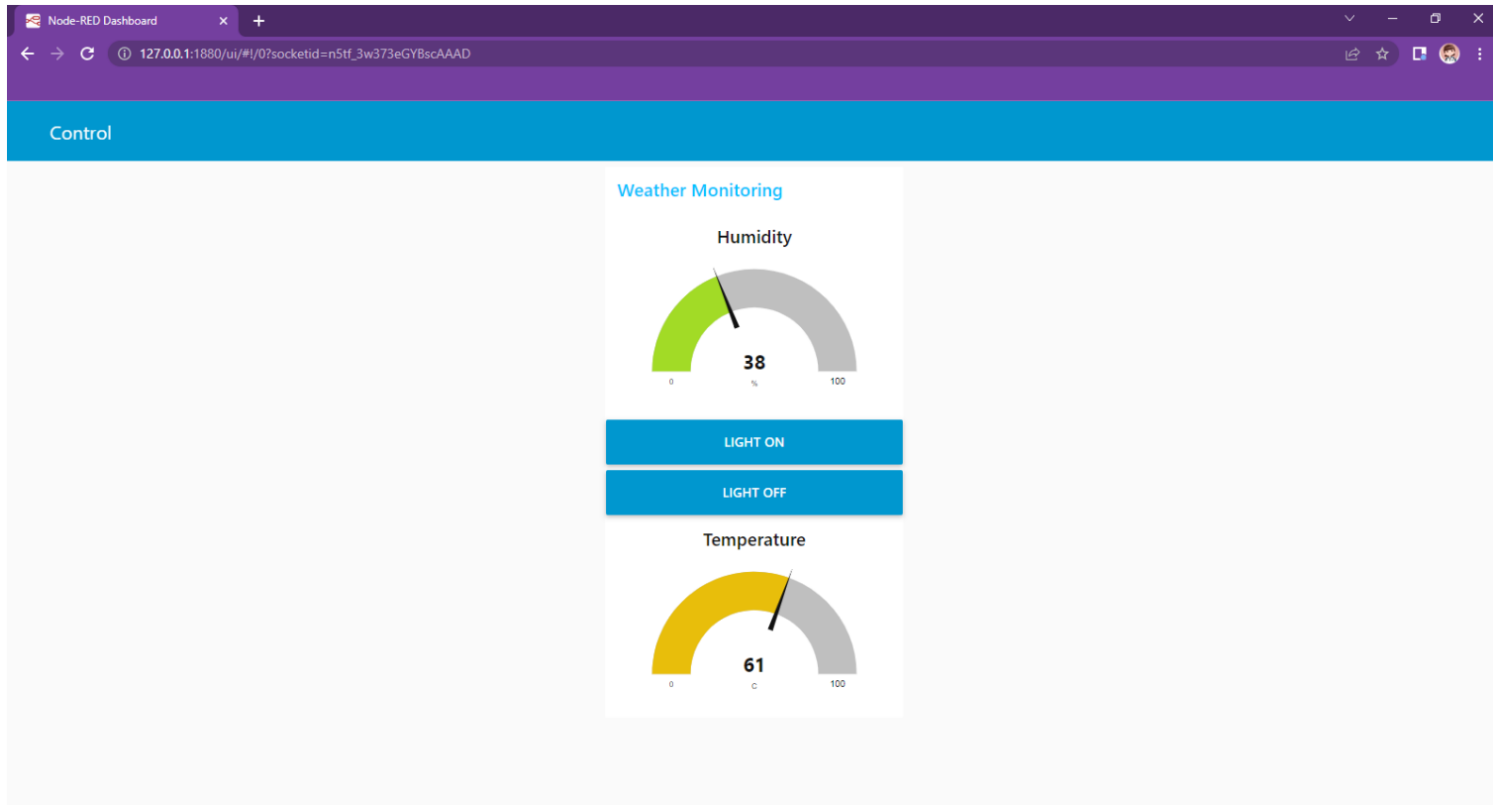 Node-RED Dashboard
127.0.0.1:1880/ui/#!/0?socketid=n5tf_3w373eGYBscAAAD
Control
Weather Monitoring
Humidity
38
0 % 100
LIGHT ON
LIGHT OFF
Temperature
61
0 C 100